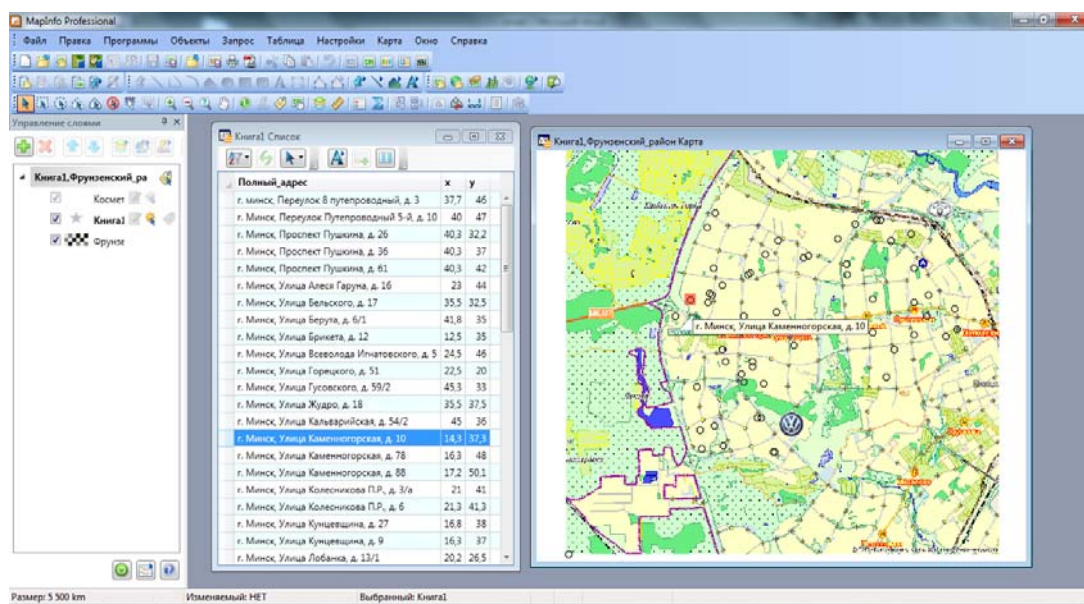 MapInfo Professional
Файл Правка Программы Объекты Запрос Таблица Настройки Карта Окно Справка
Управление слоями
Книга1,Фрунзенский_ра
Космет
Книга1
Фрунзе
Книга1 Список
Полный_адрес x y
г. минск, Переулок 8 путепроводный, д. 3 37,7 46
г. Минск, Переулок Путепроводный 5-й, д. 10 40 47
г. Минск, Проспект Пушкина, д. 26 40,3 32,2
г. Минск, Проспект Пушкина, д. 36 40,3 37
г. Минск, Проспект Пушкина, д. 61 40,3 42
г. Минск, Улица Алеся Гаруна, д. 16 23 44
г. Минск, Улица Бельского, д. 17 35,5 32,5
г. Минск, Улица Берута, д. 6/1 41,8 35
г. Минск, Улица Брикета, д. 12 12,5 35
г. Минск, Улица Всеволода Игнатовского, д. 5 24,5 46
г. Минск, Улица Горецкого, д. 51 22,5 20
г. Минск, Улица Гусовского, д. 59/2 45,3 33
г. Минск, Улица Жудро, д. 18 35,5 37,5
г. Минск, Улица Кальварийская, д. 54/2 45 36
г. Минск, Улица Каменногорская, д. 10 14,3 37,3
г. Минск, Улица Каменногорская, д. 78 16,3 48
г. Минск, Улица Каменногорская, д. 88 17,2 50,1
г. Минск, Улица Колесникова П.Р., д. 3/а 21 41
г. Минск, Улица Колесникова П.Р., д. 6 21,3 41,3
г. Минск, Улица Кунцевщина, д. 27 16,8 38
г. Минск, Улица Кунцевщина, д. 9 16,3 37
г. Минск, Улица Лобанка, д. 13/1 20,2 26,5
Книга1,Фрунзенский_район Карта
г. Минск, Улица Каменногорская, д. 10
Размер: 5 500 km Изменяемый: НЕТ Выбранный: Книга1